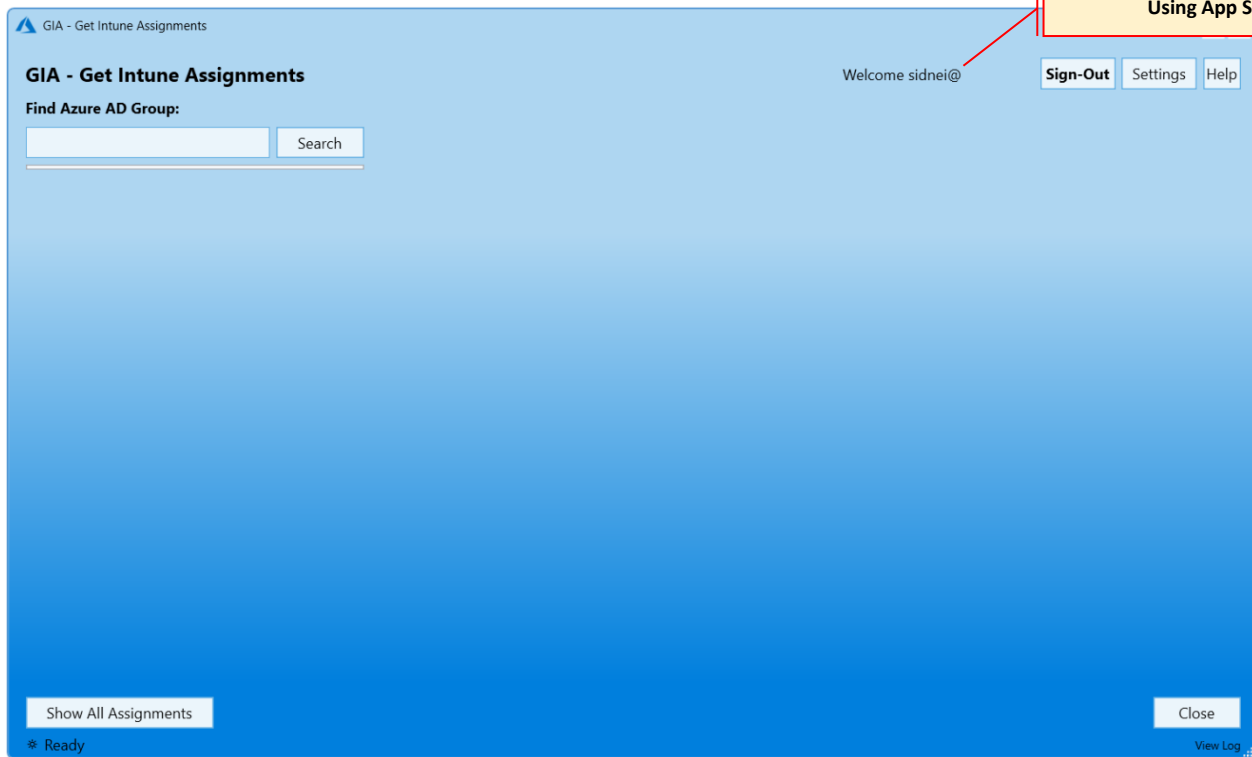 Using App S
GIA - Get Intune Assignments
GIA - Get Intune Assignments
Welcome sidnei@
Sign-Out
Settings
Help
Find Azure AD Group:
Search
Show All Assignments
Close
Ready
View Log